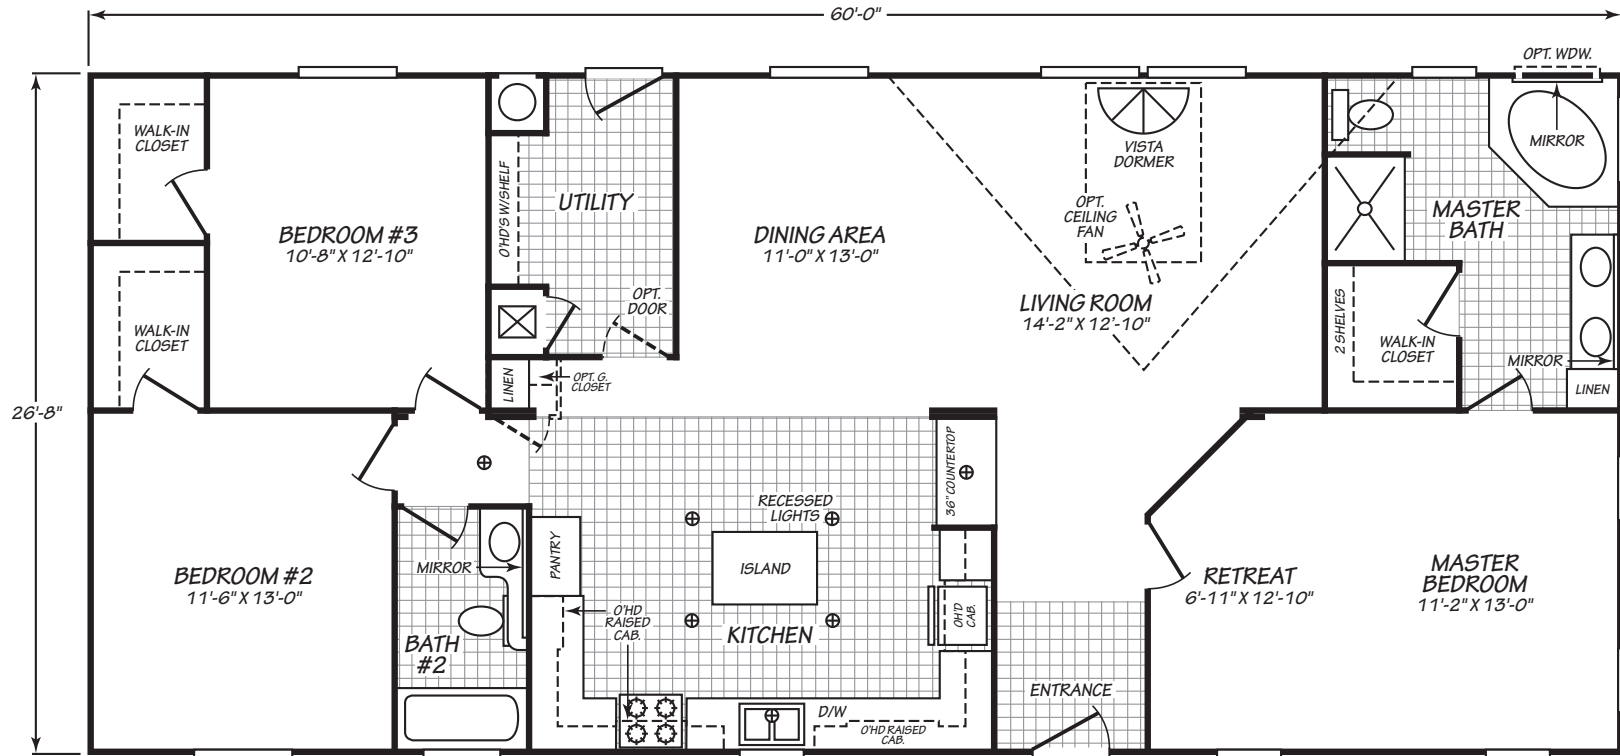 60'-0"
OPT. WDW.
26'-8"
WALK-IN
CLOSET
BEDROOM #3
10'-8" X 12'-10"
O'HD'S W/SHELF
UTILITY
OPT.
DOOR
DINING AREA
11'-0" X 13'-0"
VISTA
DORMER
OPT.
CEILING
FAN
LIVING ROOM
14'-2" X 12'-10"
MIRROR
MASTER
BATH
2 SHELVES
WALK-IN
CLOSET
MIRROR
LINEN
WALK-IN
CLOSET
LINEN
OPT. G.
CLOSET
BEDROOM #2
11'-6" X 13'-0"
MIRROR
BATH
#2
PANTRY
RECESSED
LIGHTS
ISLAND
36" COUNTERTOP
O'HD
RAISED
CAB.
KITCHEN
OH'D
CAB.
D/W
O'HD RAISED
CAB.
ENTRANCE
RETREAT
6'-11" X 12'-10"
MASTER
BEDROOM
11'-2" X 13'-0"